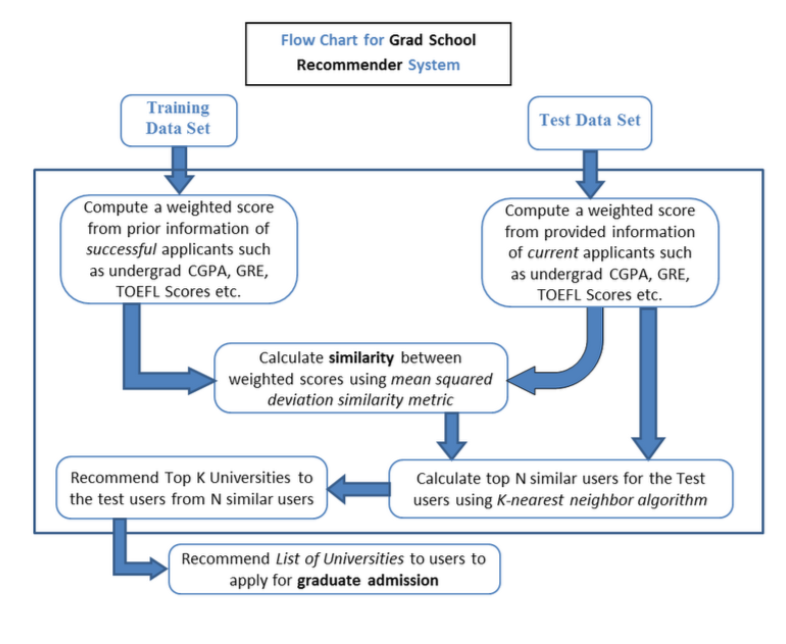 Flow Chart for Grad School
Recommender System
Training
Data Set
Test Data Set
Compute a weighted score
from prior information of
successful applicants such
as undergrad CGPA, GRE,
TOEFL Scores etc.
Compute a weighted score
from provided information
of current applicants such
as undergrad CGPA, GRE,
TOEFL Scores etc.
Calculate similarity between
weighted scores using mean squared
deviation similarity metric
Recommend Top K Universities to
the test users from N similar users
Calculate top N similar users for the Test
users using K-nearest neighbor algorithm
Recommend List of Universities to users to
apply for graduate admission